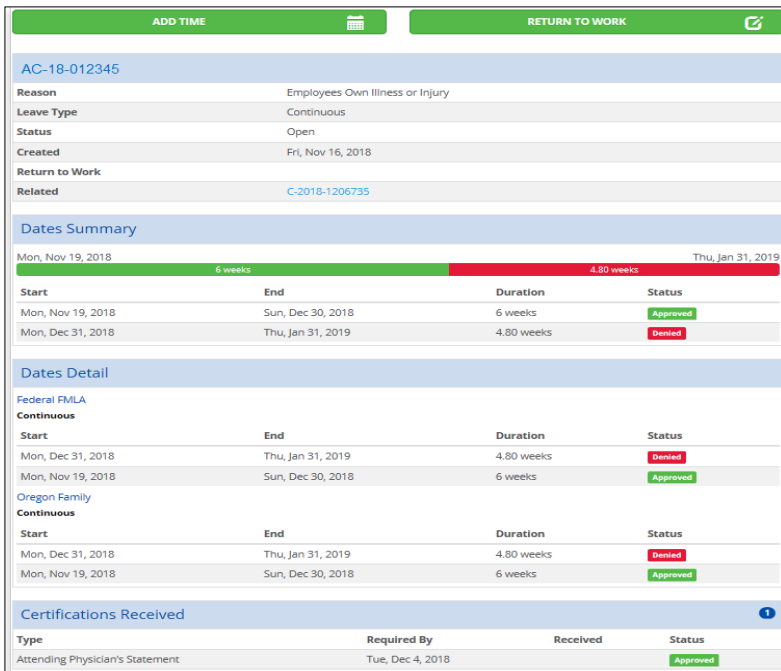 ADD TIME RETURN TO WORK
AC-18-012345
Reason Employees Own Illness or Injury
Leave Type Continuous
Status Open
Created Fri, Nov 16, 2018
Return to Work
Related C-2018-1206735
Dates Summary
Mon, Nov 19, 2018 Thu, Jan 31, 2019
6 weeks 4.80 weeks
Start End Duration Status
Mon, Nov 19, 2018 Sun, Dec 30, 2018 6 weeks Approved
Mon, Dec 31, 2018 Thu, Jan 31, 2019 4.80 weeks Denied
Dates Detail
Federal FMLA
Continuous
Start End Duration Status
Mon, Dec 31, 2018 Thu, Jan 31, 2019 4.80 weeks Denied
Mon, Nov 19, 2018 Sun, Dec 30, 2018 6 weeks Approved
Oregon Family
Continuous
Start End Duration Status
Mon, Dec 31, 2018 Thu, Jan 31, 2019 4.80 weeks Denied
Mon, Nov 19, 2018 Sun, Dec 30, 2018 6 weeks Approved
Certifications Received 1
Type Required By Received Status
Attending Physician's Statement Tue, Dec 4, 2018 Approved